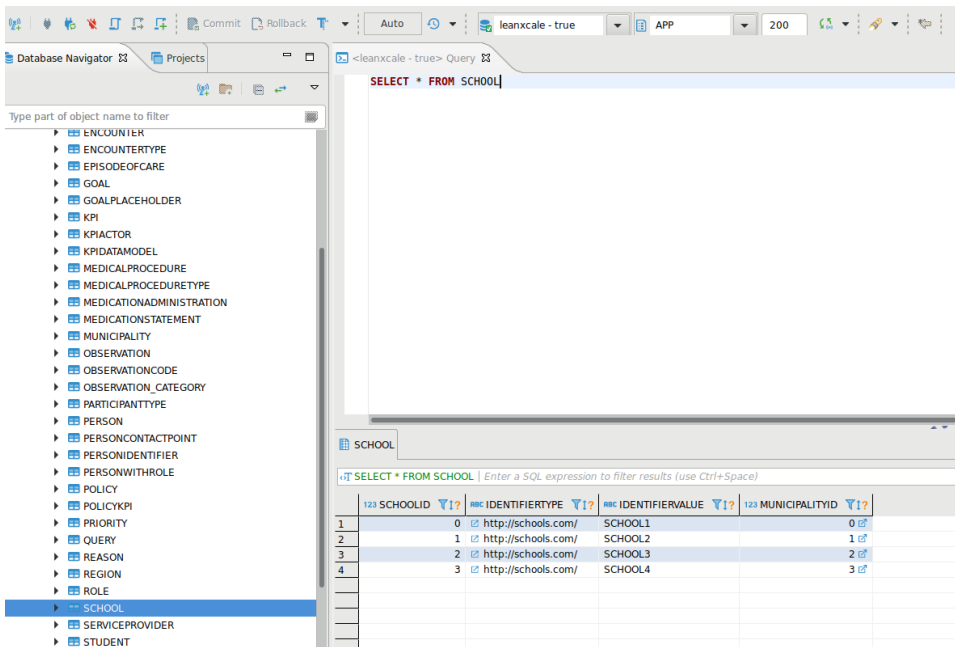 Commit Rollback Auto leanxcale - true APP 200
Database Navigator Projects
<leanxcale - true> Query
SELECT * FROM SCHOOL
Type part of object name to filter
ENCOUNTER
ENCOUNTERTYPE
EPISODEOFCARE
GOAL
GOALPLACEHOLDER
KPI
KPIACTOR
KPIDATAMODEL
MEDICALPROCEDURE
MEDICALPROCEDURETYPE
MEDICATIONADMINISTRATION
MEDICATIONSTATEMENT
MUNICIPALITY
OBSERVATION
OBSERVATIONCODE
OBSERVATION_CATEGORY
PARTICIPANTTYPE
PERSON
PERSONCONTACTPOINT
PERSONIDENTIFIER
PERSONWITHROLE
POLICY
POLICYKPI
PRIORITY
QUERY
REASON
REGION
ROLE
SCHOOL
SERVICEPROVIDER
STUDENT
SCHOOL
SELECT * FROM SCHOOL Enter a SQL expression to filter results (use Ctrl+Space)
123 SCHOOLID ABC IDENTIFIERTYPE ABC IDENTIFIERVALUE 123 MUNICIPALITYID
1 0 http://schools.com/ SCHOOL1 0
2 1 http://schools.com/ SCHOOL2 1
3 2 http://schools.com/ SCHOOL3 2
4 3 http://schools.com/ SCHOOL4 3